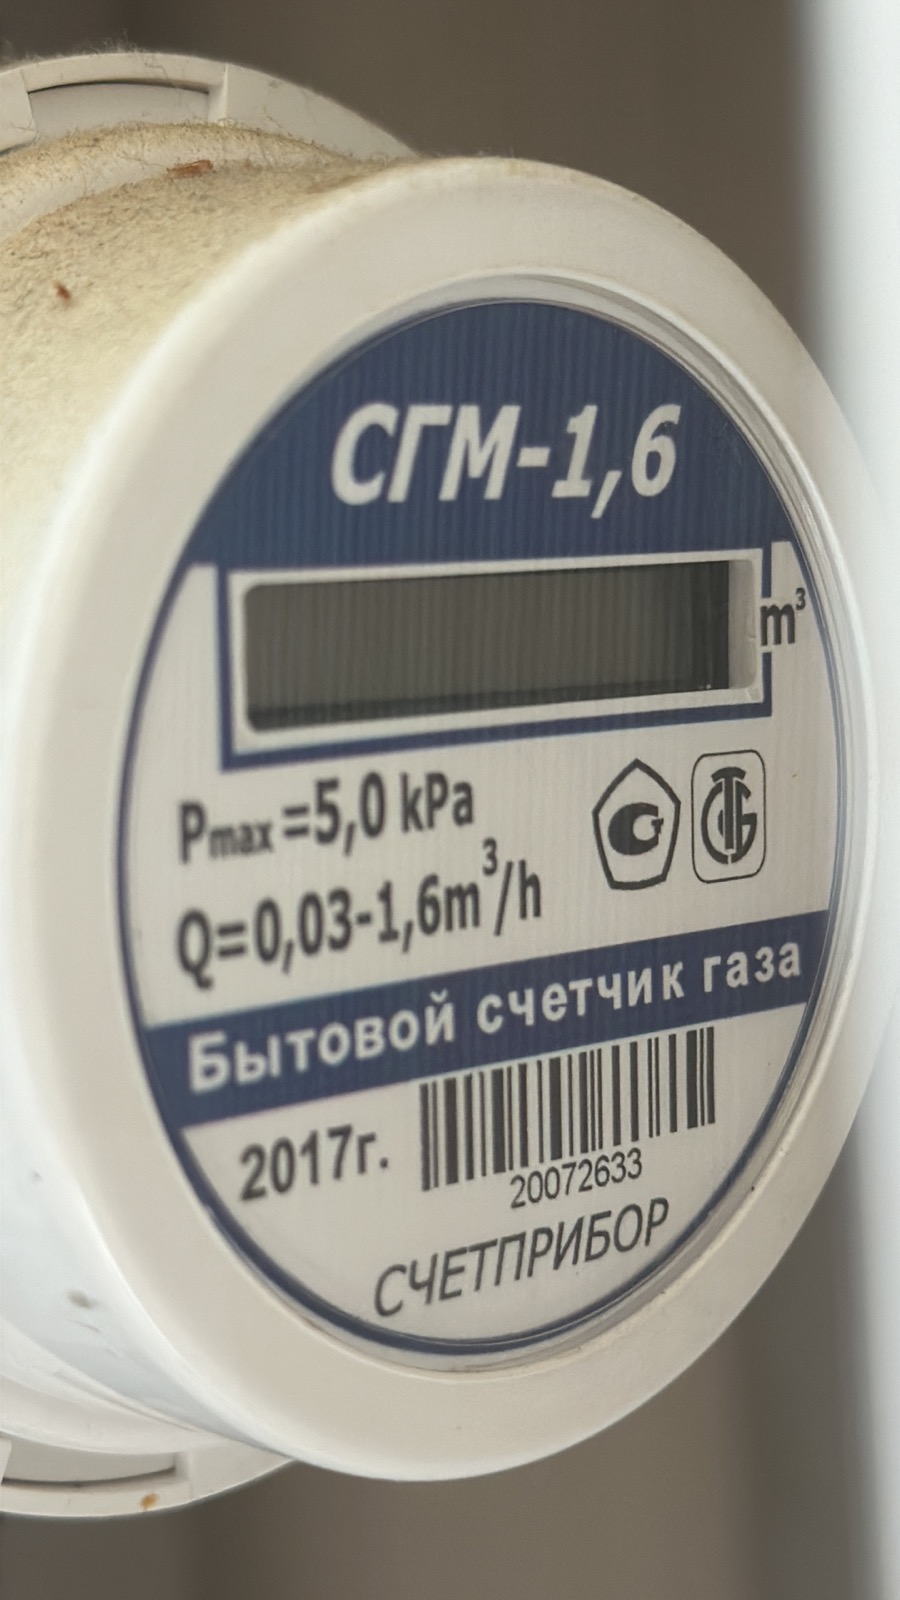 СГМ-1,6
m³
Pmax=5,0 kPa
Q=0,03-1,6m³/h
Бытовой счетчик газа
2017г.
20072633
СЧЕТПРИБОР